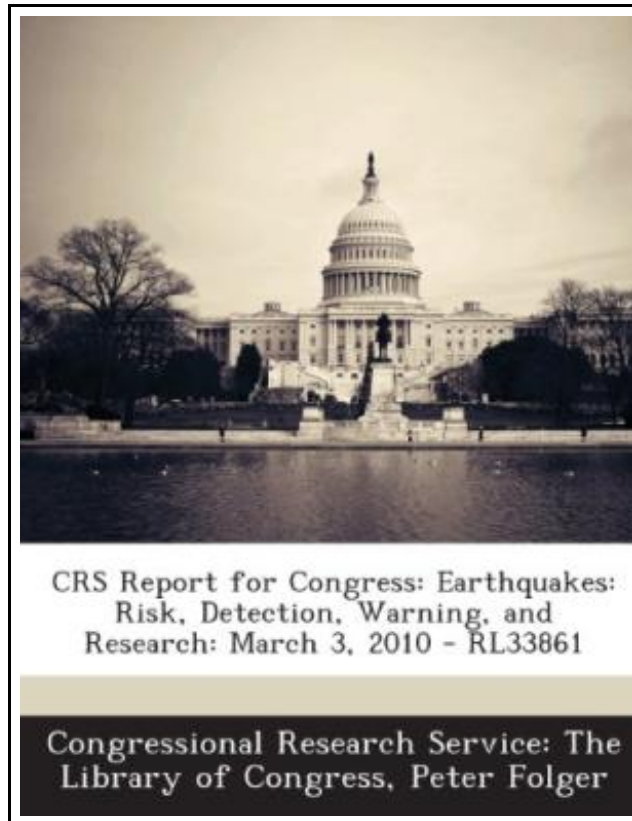 CRS Report for Congress: Earthquakes:
Risk, Detection, Warning, and
Research: March 3, 2010 - RL33861
Congressional Research Service: The
Library of Congress, Peter Folger